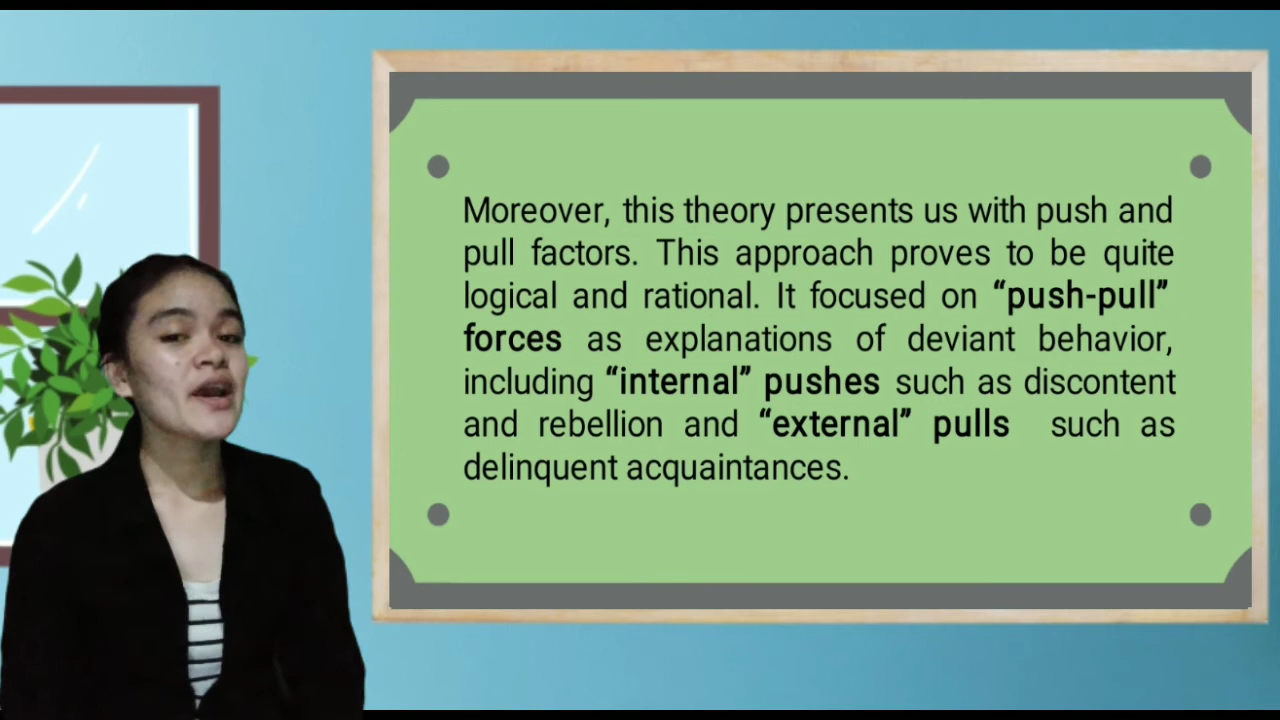 Moreover, this theory presents us with push and
pull factors. This approach proves to be quite
logical and rational. It focused on “push-pull”
forces as explanations of deviant behavior,
including “internal” pushes such as discontent
and rebellion and “external” pulls such as
delinquent acquaintances.